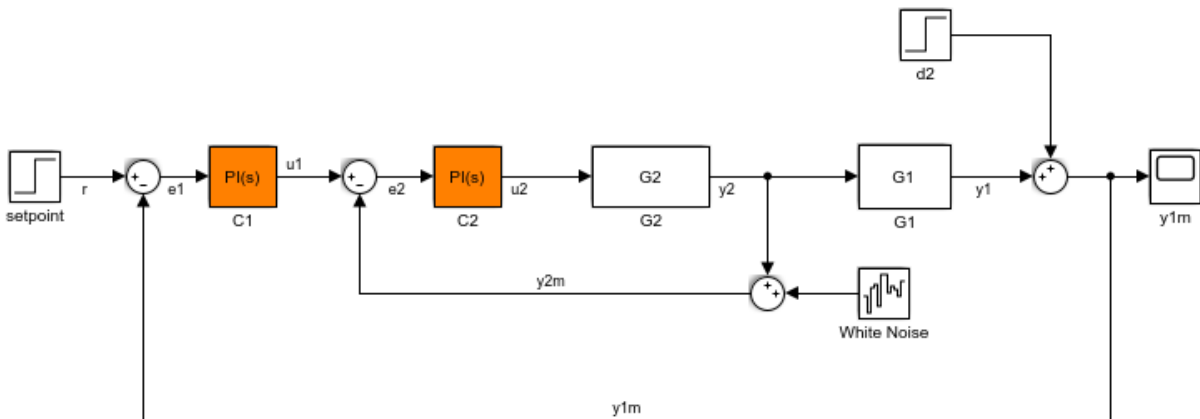 d2
r
setpoint
e1
PI(s)
C1
u1
e2
PI(s)
C2
u2
G2
G2
y2
G1
G1
y1
y1m
y2m
White Noise
y1m